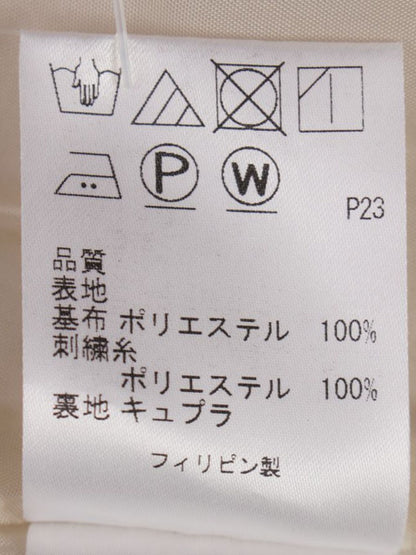 P W
P23
品質
表地
基布 ポリエステル 100%
刺繍糸
ポリエステル 100%
裏地 キュプラ
フィリピン製